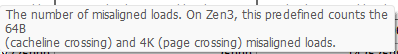 The number of misaligned loads. On Zen3, this predefined counts the
64B
(cacheline crossing) and 4K (page crossing) misaligned loads.